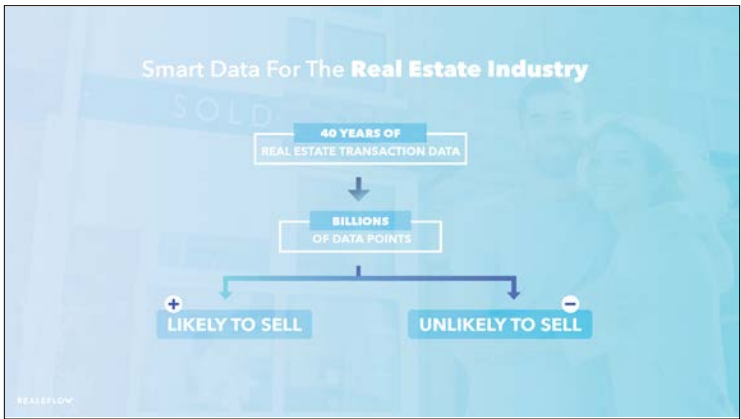 Smart Data For The Real Estate Industry
SOLD
40 YEARS OF
REAL ESTATE TRANSACTION DATA
BILLIONS
OF DATA POINTS
+
LIKELY TO SELL
−
UNLIKELY TO SELL
REALEFLOW